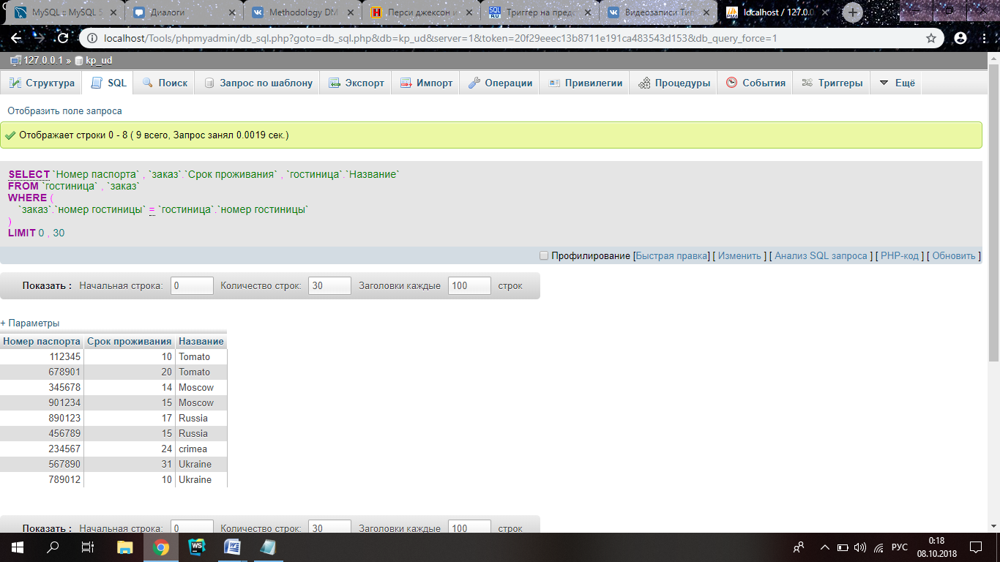 MySQL :: MySQL 5
Диалоги
Methodology DM
Перси джексон и
Триггер на предст
Видеозаписи Тип
localhost / 127.0.0
localhost/Tools/phpmyadmin/db_sql.php?goto=db_sql.php&db=kp_ud&server=1&token=20f29eeec13b8711e191ca483543d153&db_query_force=1
127.0.0.1 » kp_ud
Структура SQL Поиск Запрос по шаблону Экспорт Импорт Операции Привилегии Процедуры События Триггеры Ещё
Отобразить поле запроса
Отображает строки 0 - 8 ( 9 всего, Запрос занял 0.0019 сек.)
SELECT `Номер паспорта` , `заказ`.`Срок проживания` , `гостиница`.`Название`
FROM `гостиница` , `заказ`
WHERE (
`заказ`.`номер гостиницы` = `гостиница`.`номер гостиницы`
)
LIMIT 0 , 30
Профилирование [Быстрая правка] [ Изменить ] [ Анализ SQL запроса ] [ PHP-код ] [ Обновить ]
Показать : Начальная строка: 0 Количество строк: 30 Заголовки каждые 100 строк
+ Параметры
Номер паспорта Срок проживания Название
112345 10 Tomato
678901 20 Tomato
345678 14 Moscow
901234 15 Moscow
890123 17 Russia
456789 15 Russia
234567 24 crimea
567890 31 Ukraine
789012 10 Ukraine
Показать : Начальная строка: 0 Количество строк: 30 Заголовки каждые 100 строк
РУС
0:18
08.10.2018